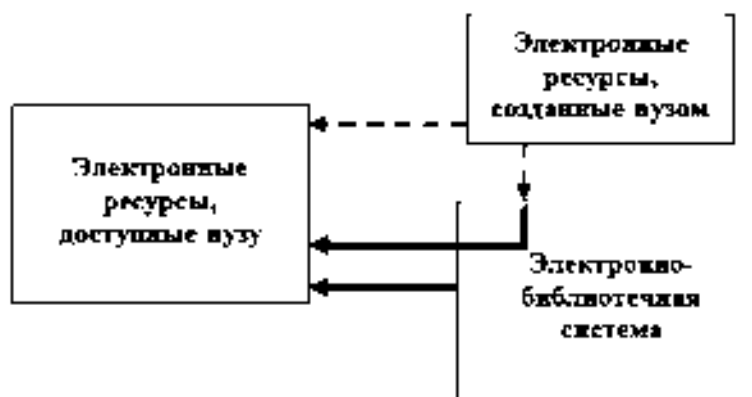 Электронные
ресурсы,
созданные вузом
Электронные
ресурсы,
доступные вузу
Электронно-
библиотечная
система